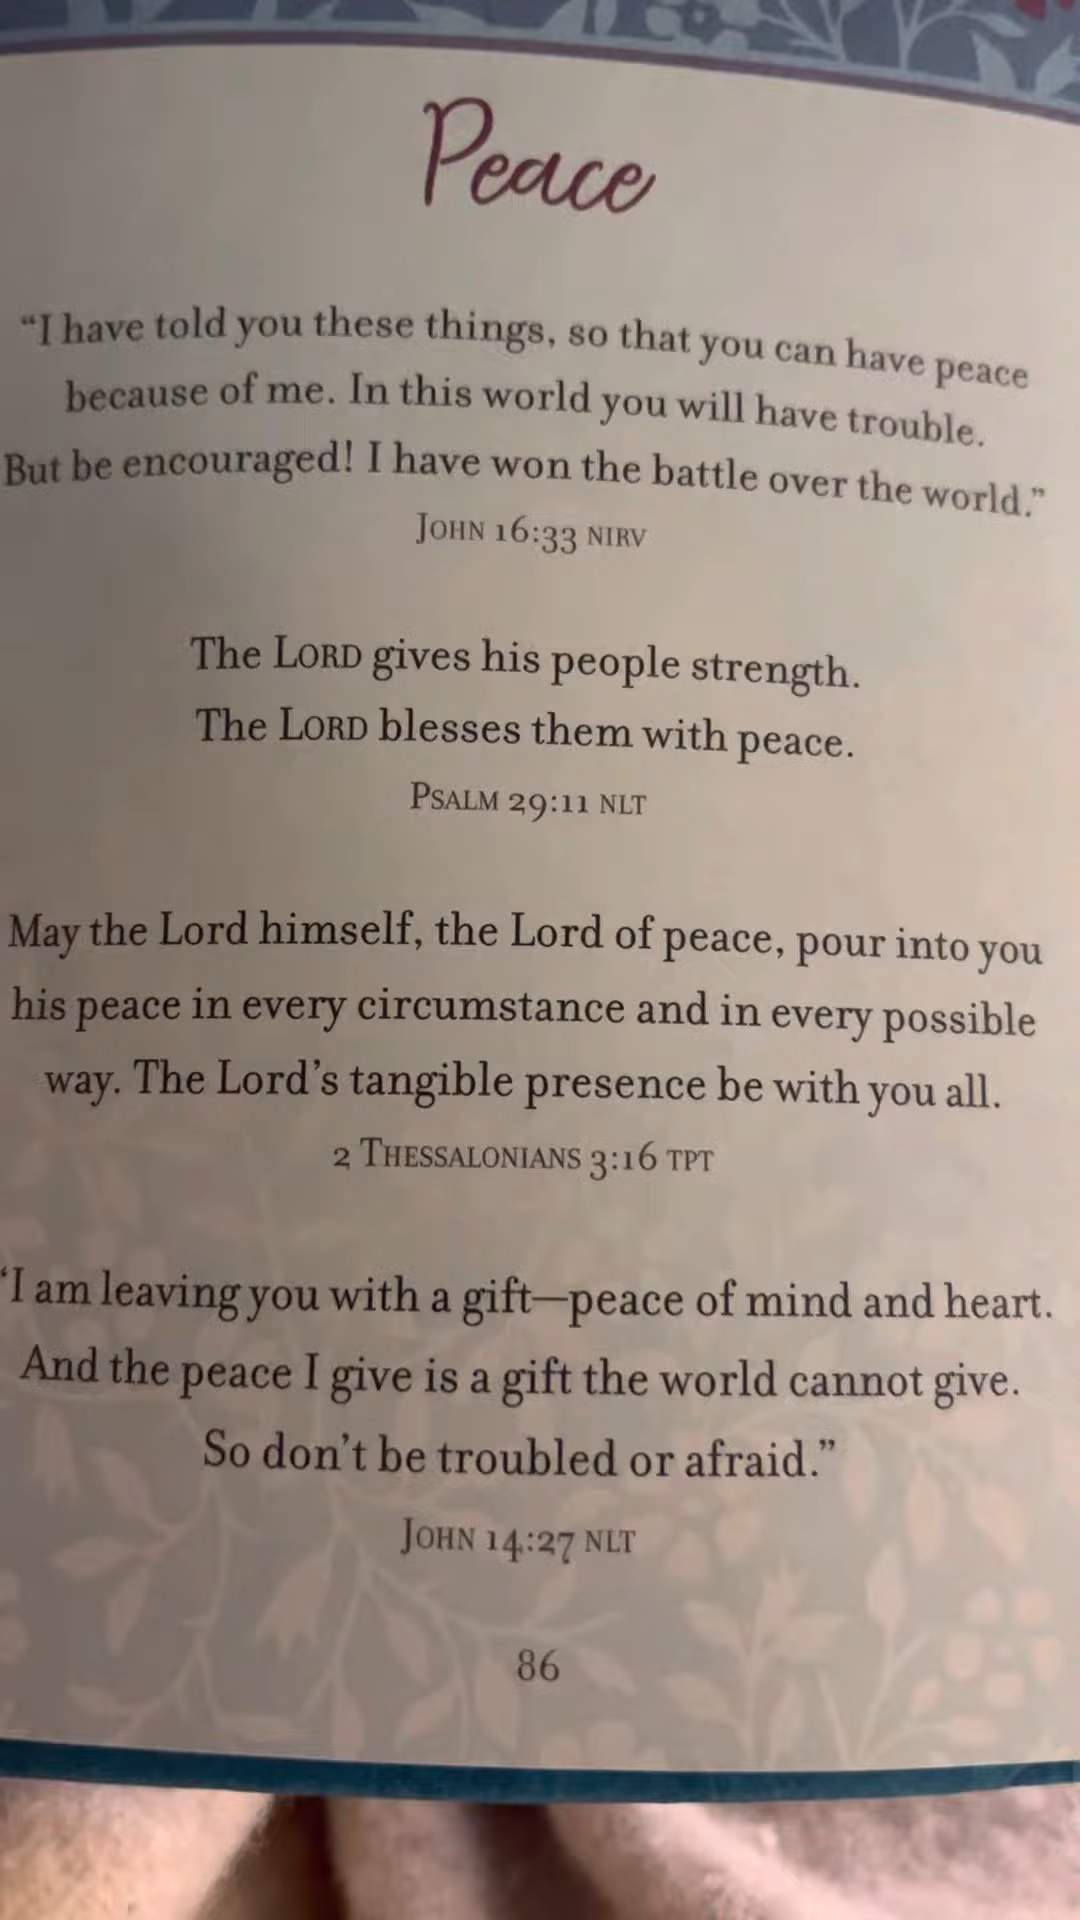 Peace
“I have told you these things, so that you can have peace
because of me. In this world you will have trouble.
But be encouraged! I have won the battle over the world.”
John 16:33 NIRV
The LORD gives his people strength.
The LORD blesses them with peace.
Psalm 29:11 NLT
May the Lord himself, the Lord of peace, pour into you
his peace in every circumstance and in every possible
way. The Lord’s tangible presence be with you all.
2 Thessalonians 3:16 TPT
“I am leaving you with a gift—peace of mind and heart.
And the peace I give is a gift the world cannot give.
So don’t be troubled or afraid.”
John 14:27 NLT
86